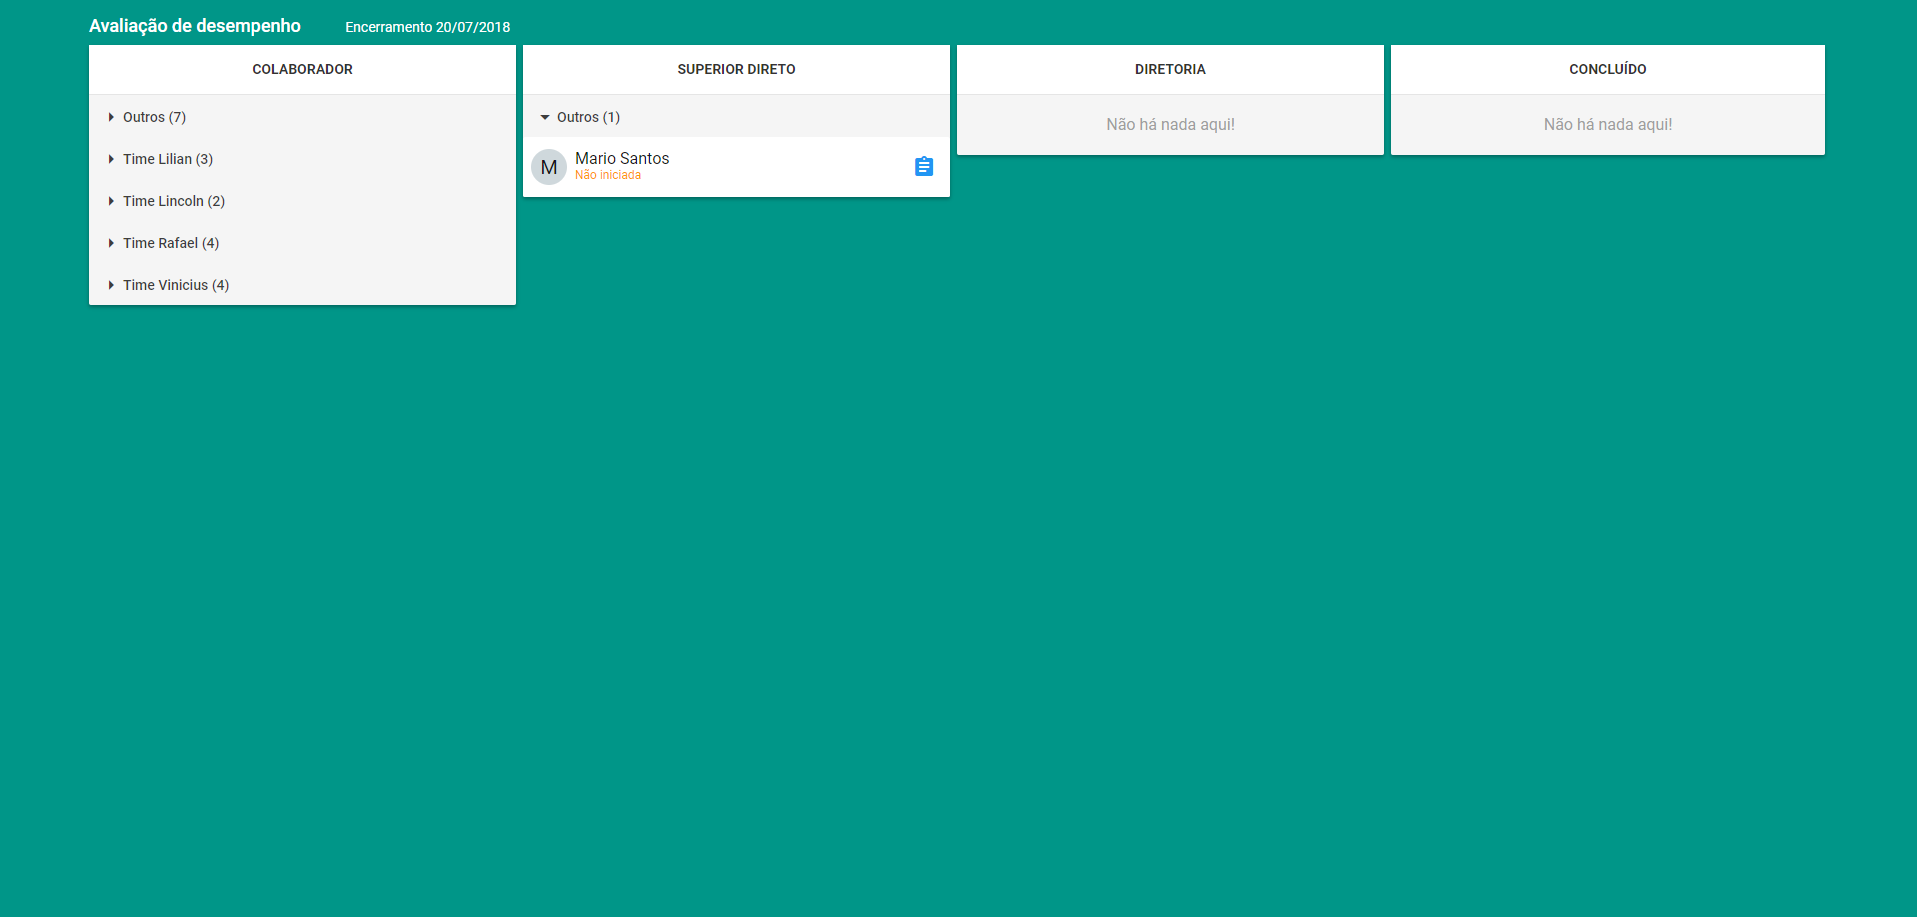 Avaliação de desempenho
Encerramento 20/07/2018
COLABORADOR
Outros (7)
Time Lilian (3)
Time Lincoln (2)
Time Rafael (4)
Time Vinicius (4)
SUPERIOR DIRETO
Outros (1)
M
Mario Santos
Não iniciada
DIRETORIA
Não há nada aqui!
CONCLUÍDO
Não há nada aqui!